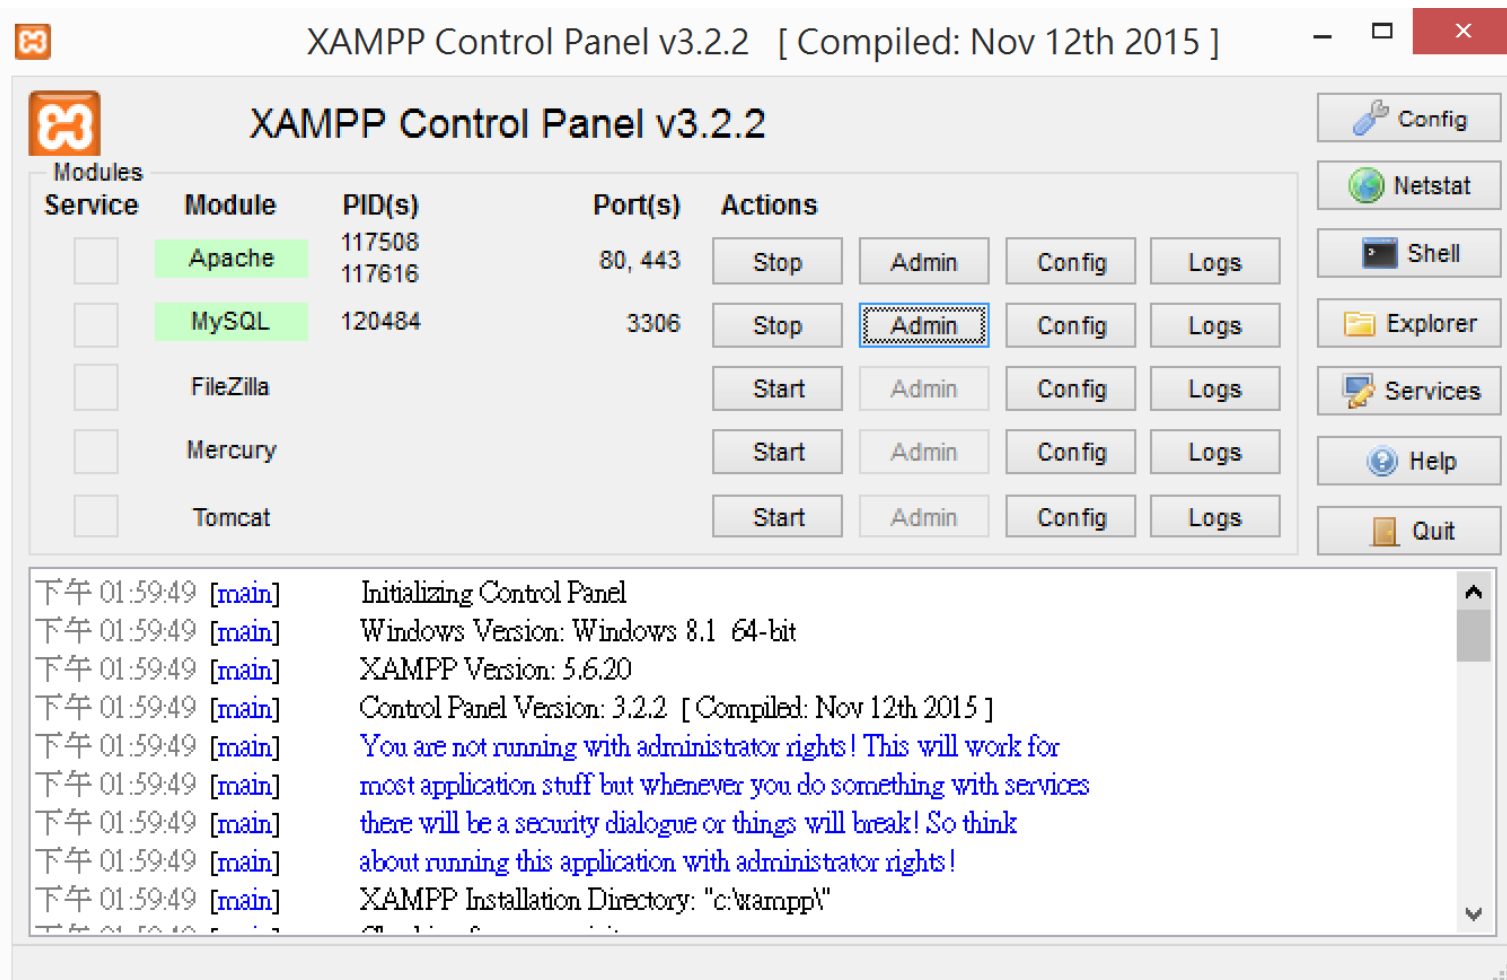 XAMPP Control Panel v3.2.2 [ Compiled: Nov 12th 2015 ]
XAMPP Control Panel v3.2.2
Config
Modules
Netstat
Service Module PID(s) Port(s) Actions
Apache 117508 117616 80, 443 Stop Admin Config Logs
Shell
MySQL 120484 3306 Stop Admin Config Logs
Explorer
FileZilla Start Admin Config Logs
Services
Mercury Start Admin Config Logs
Help
Tomcat Start Admin Config Logs
Quit
下午 01:59:49 [main] Initializing Control Panel
下午 01:59:49 [main] Windows Version: Windows 8.1 64-bit
下午 01:59:49 [main] XAMPP Version: 5.6.20
下午 01:59:49 [main] Control Panel Version: 3.2.2 [ Compiled: Nov 12th 2015 ]
下午 01:59:49 [main] You are not running with administrator rights! This will work for
下午 01:59:49 [main] most application stuff but whenever you do something with services
下午 01:59:49 [main] there will be a security dialogue or things will break! So think
下午 01:59:49 [main] about running this application with administrator rights!
下午 01:59:49 [main] XAMPP Installation Directory: "c:\xampp\"